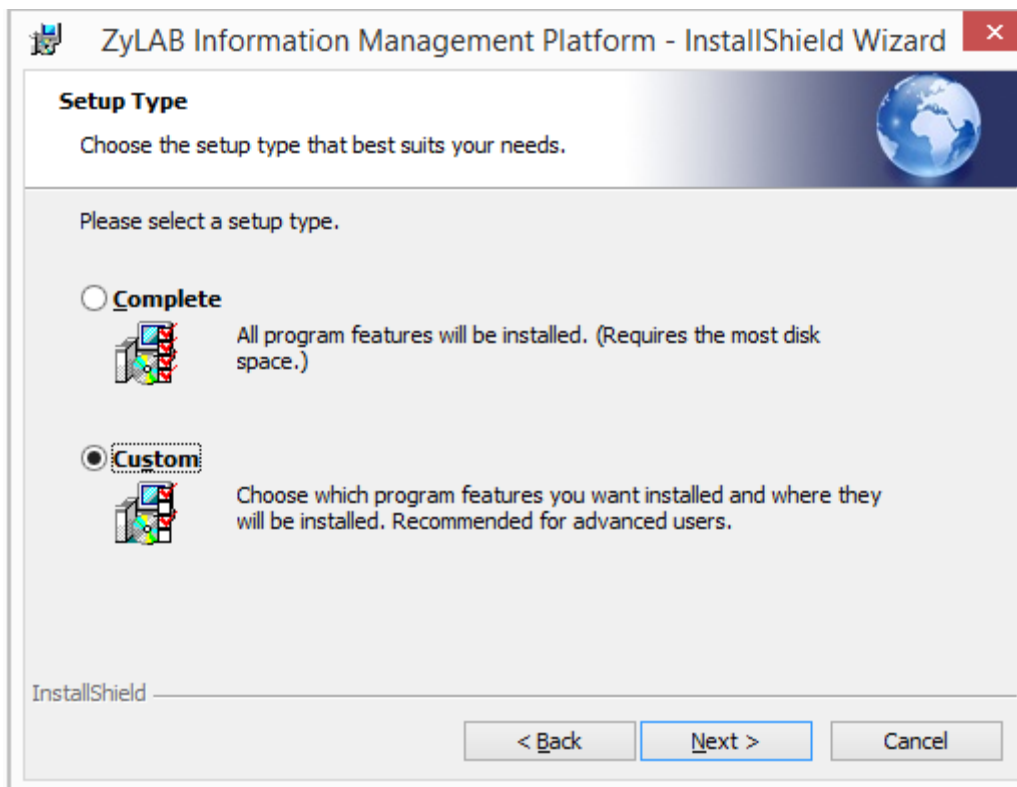 ZyLAB Information Management Platform - InstallShield Wizard
Setup Type
Choose the setup type that best suits your needs.
Please select a setup type.
Complete
All program features will be installed. (Requires the most disk
space.)
Custom
Choose which program features you want installed and where they
will be installed. Recommended for advanced users.
InstallShield
< Back
Next >
Cancel